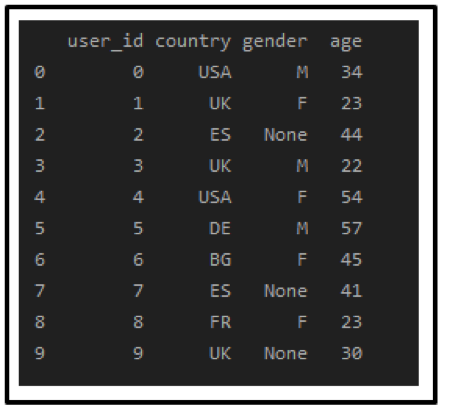 user_id country gender age
0 0 USA M 34
1 1 UK F 23
2 2 ES None 44
3 3 UK M 22
4 4 USA F 54
5 5 DE M 57
6 6 BG F 45
7 7 ES None 41
8 8 FR F 23
9 9 UK None 30